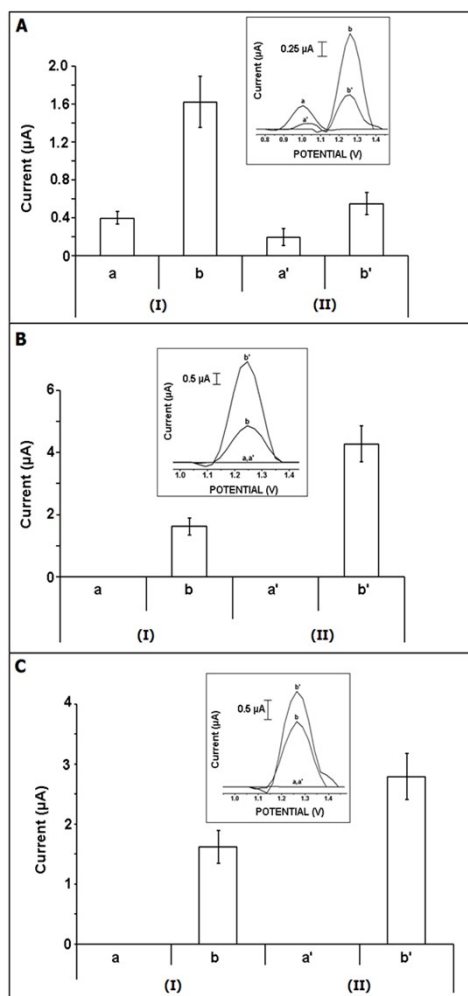 A
Current (µA)
2.0
1.6
1.2
0.8
0.4
0
a
b
a'
b'
(I)
(II)
0.25 µA
Current (µA)
a
a'
b
b'
0.8 0.9 1.0 1.1 1.2 1.3 1.4
POTENTIAL (V)
B
Current (µA)
6
4
2
0
a
b
a'
b'
(I)
(II)
0.5 µA
Current (µA)
b'
b
a,a'
1.0 1.1 1.2 1.3 1.4
POTENTIAL (V)
C
Current (µA)
4
3
2
1
0
a
b
a'
b'
(I)
(II)
0.5 µA
Current (µA)
b'
b
a,a'
1.0 1.1 1.2 1.3 1.4
POTENTIAL (V)